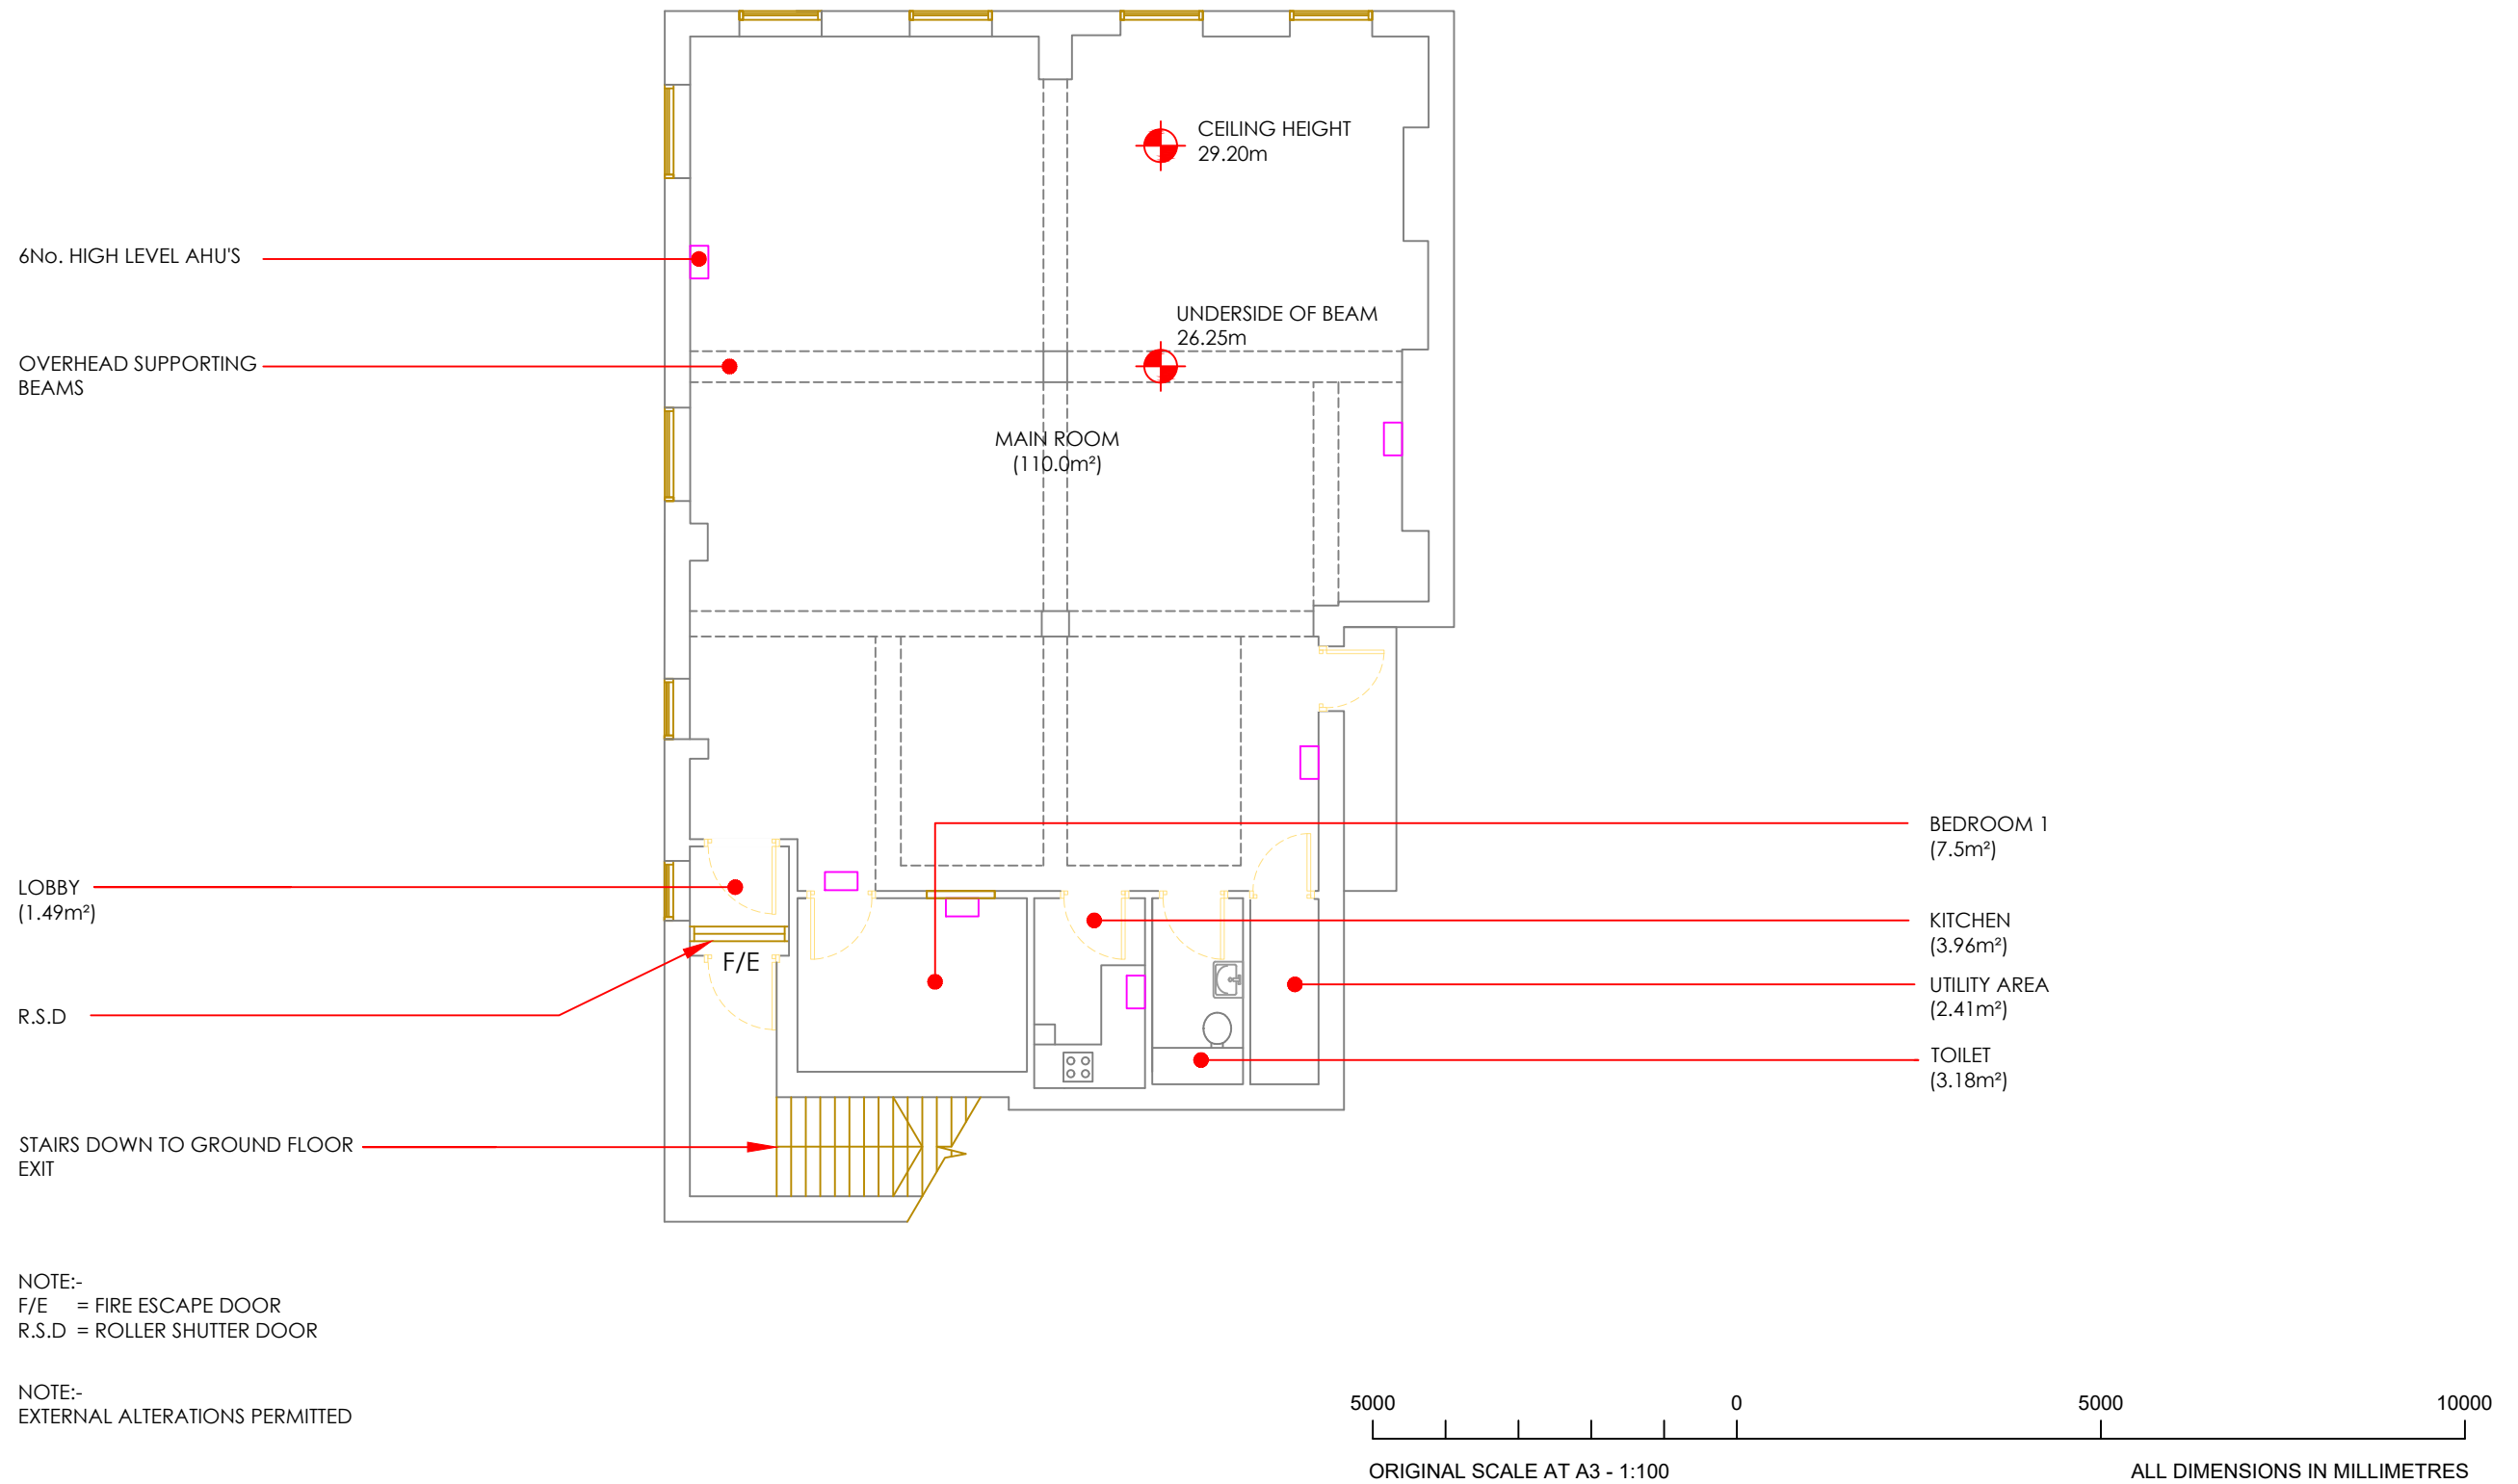 CEILING HEIGHT
29.20m
6No. HIGH LEVEL AHU'S
UNDERSIDE OF BEAM
26.25m
OVERHEAD SUPPORTING
BEAMS
MAIN ROOM
(110.0m²)
BEDROOM 1
(7.5m²)
LOBBY
(1.49m²)
KITCHEN
(3.96m²)
F/E
UTILITY AREA
(2.41m²)
R.S.D
TOILET
(3.18m²)
STAIRS DOWN TO GROUND FLOOR
EXIT
NOTE:-
F/E = FIRE ESCAPE DOOR
R.S.D = ROLLER SHUTTER DOOR
NOTE:-
EXTERNAL ALTERATIONS PERMITTED
5000 0 5000 10000
ORIGINAL SCALE AT A3 - 1:100 ALL DIMENSIONS IN MILLIMETRES